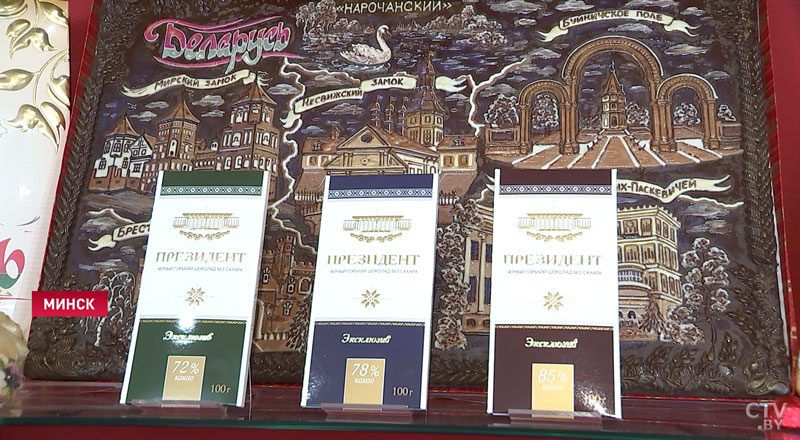 «НАРОЧАНСКИЙ»
Беларусь
БУЙНИЧСКОЕ ПОЛЕ
МИРСКИЙ ЗАМОК
НЕСВИЖСКИЙ ЗАМОК
БРЕСТ
ИХ-ПАСКЕВИЧЕЙ
МИНСК
ПРЕЗИДЕНТ
ЧЕРНЫЙ ГОРЬКИЙ ШОКОЛАД БЕЗ САХАРА
Эксклюзив
72%
какао
100 г
ПРЕЗИДЕНТ
ЧЕРНЫЙ ГОРЬКИЙ ШОКОЛАД БЕЗ САХАРА
Эксклюзив
78%
какао
100 г
ПРЕЗИДЕНТ
ЧЕРНЫЙ ГОРЬКИЙ ШОКОЛАД БЕЗ САХАРА
Эксклюзив
85%
какао
CTV
.BY